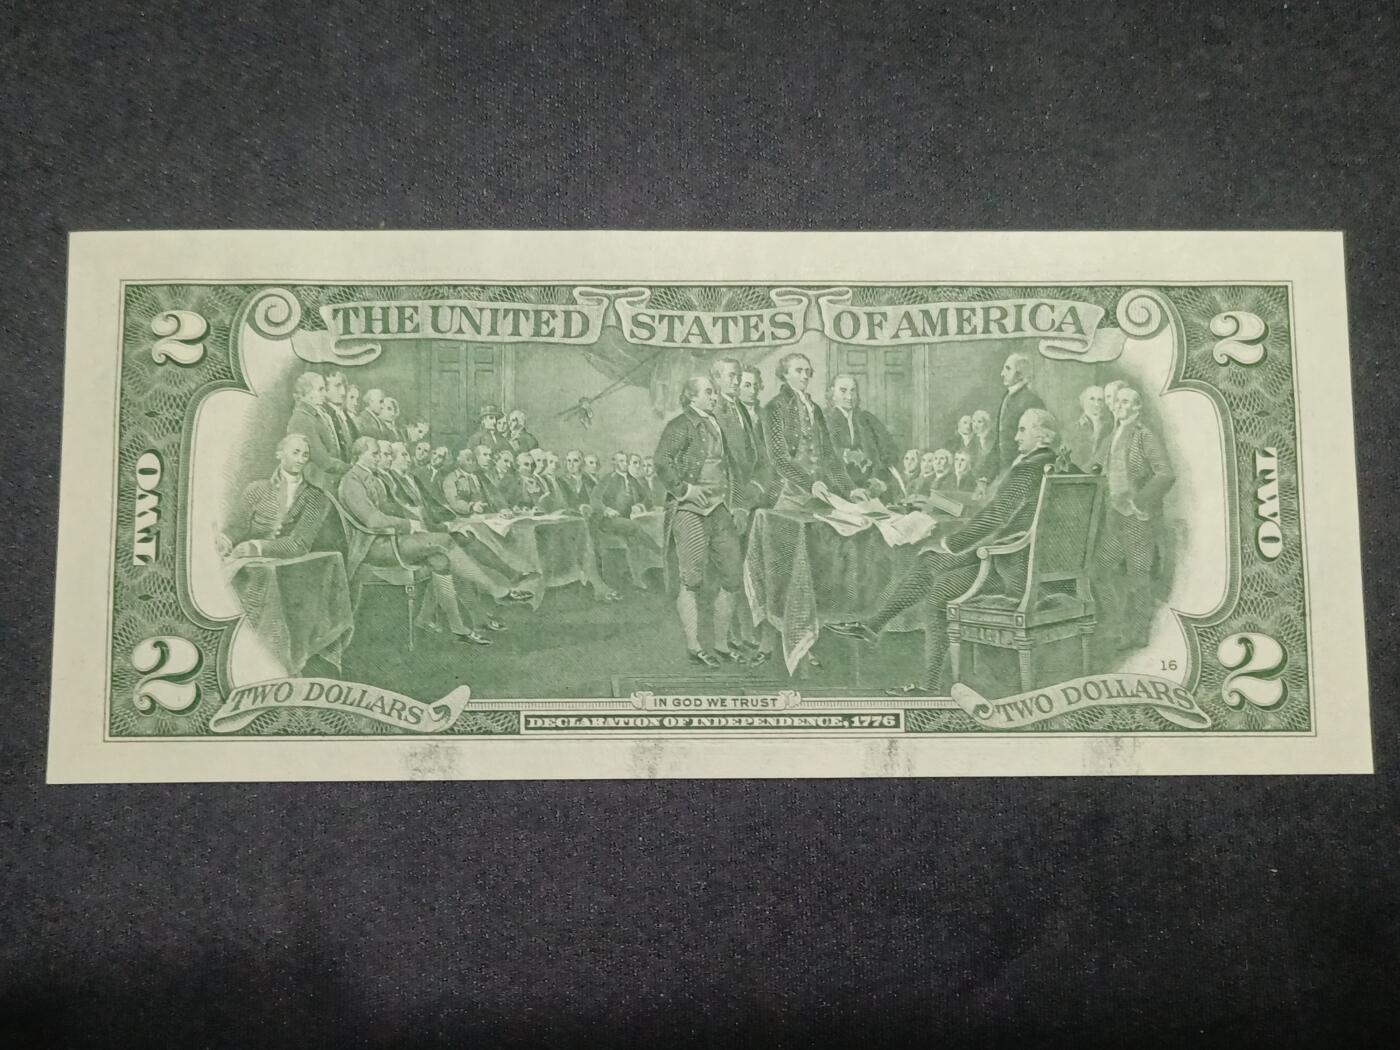 THE UNITED STATES OF AMERICA
2
2
TWO
TWO
16
2
2
TWO DOLLARS
IN GOD WE TRUST
TWO DOLLARS
DECLARATION OF INDEPENDENCE, 1776